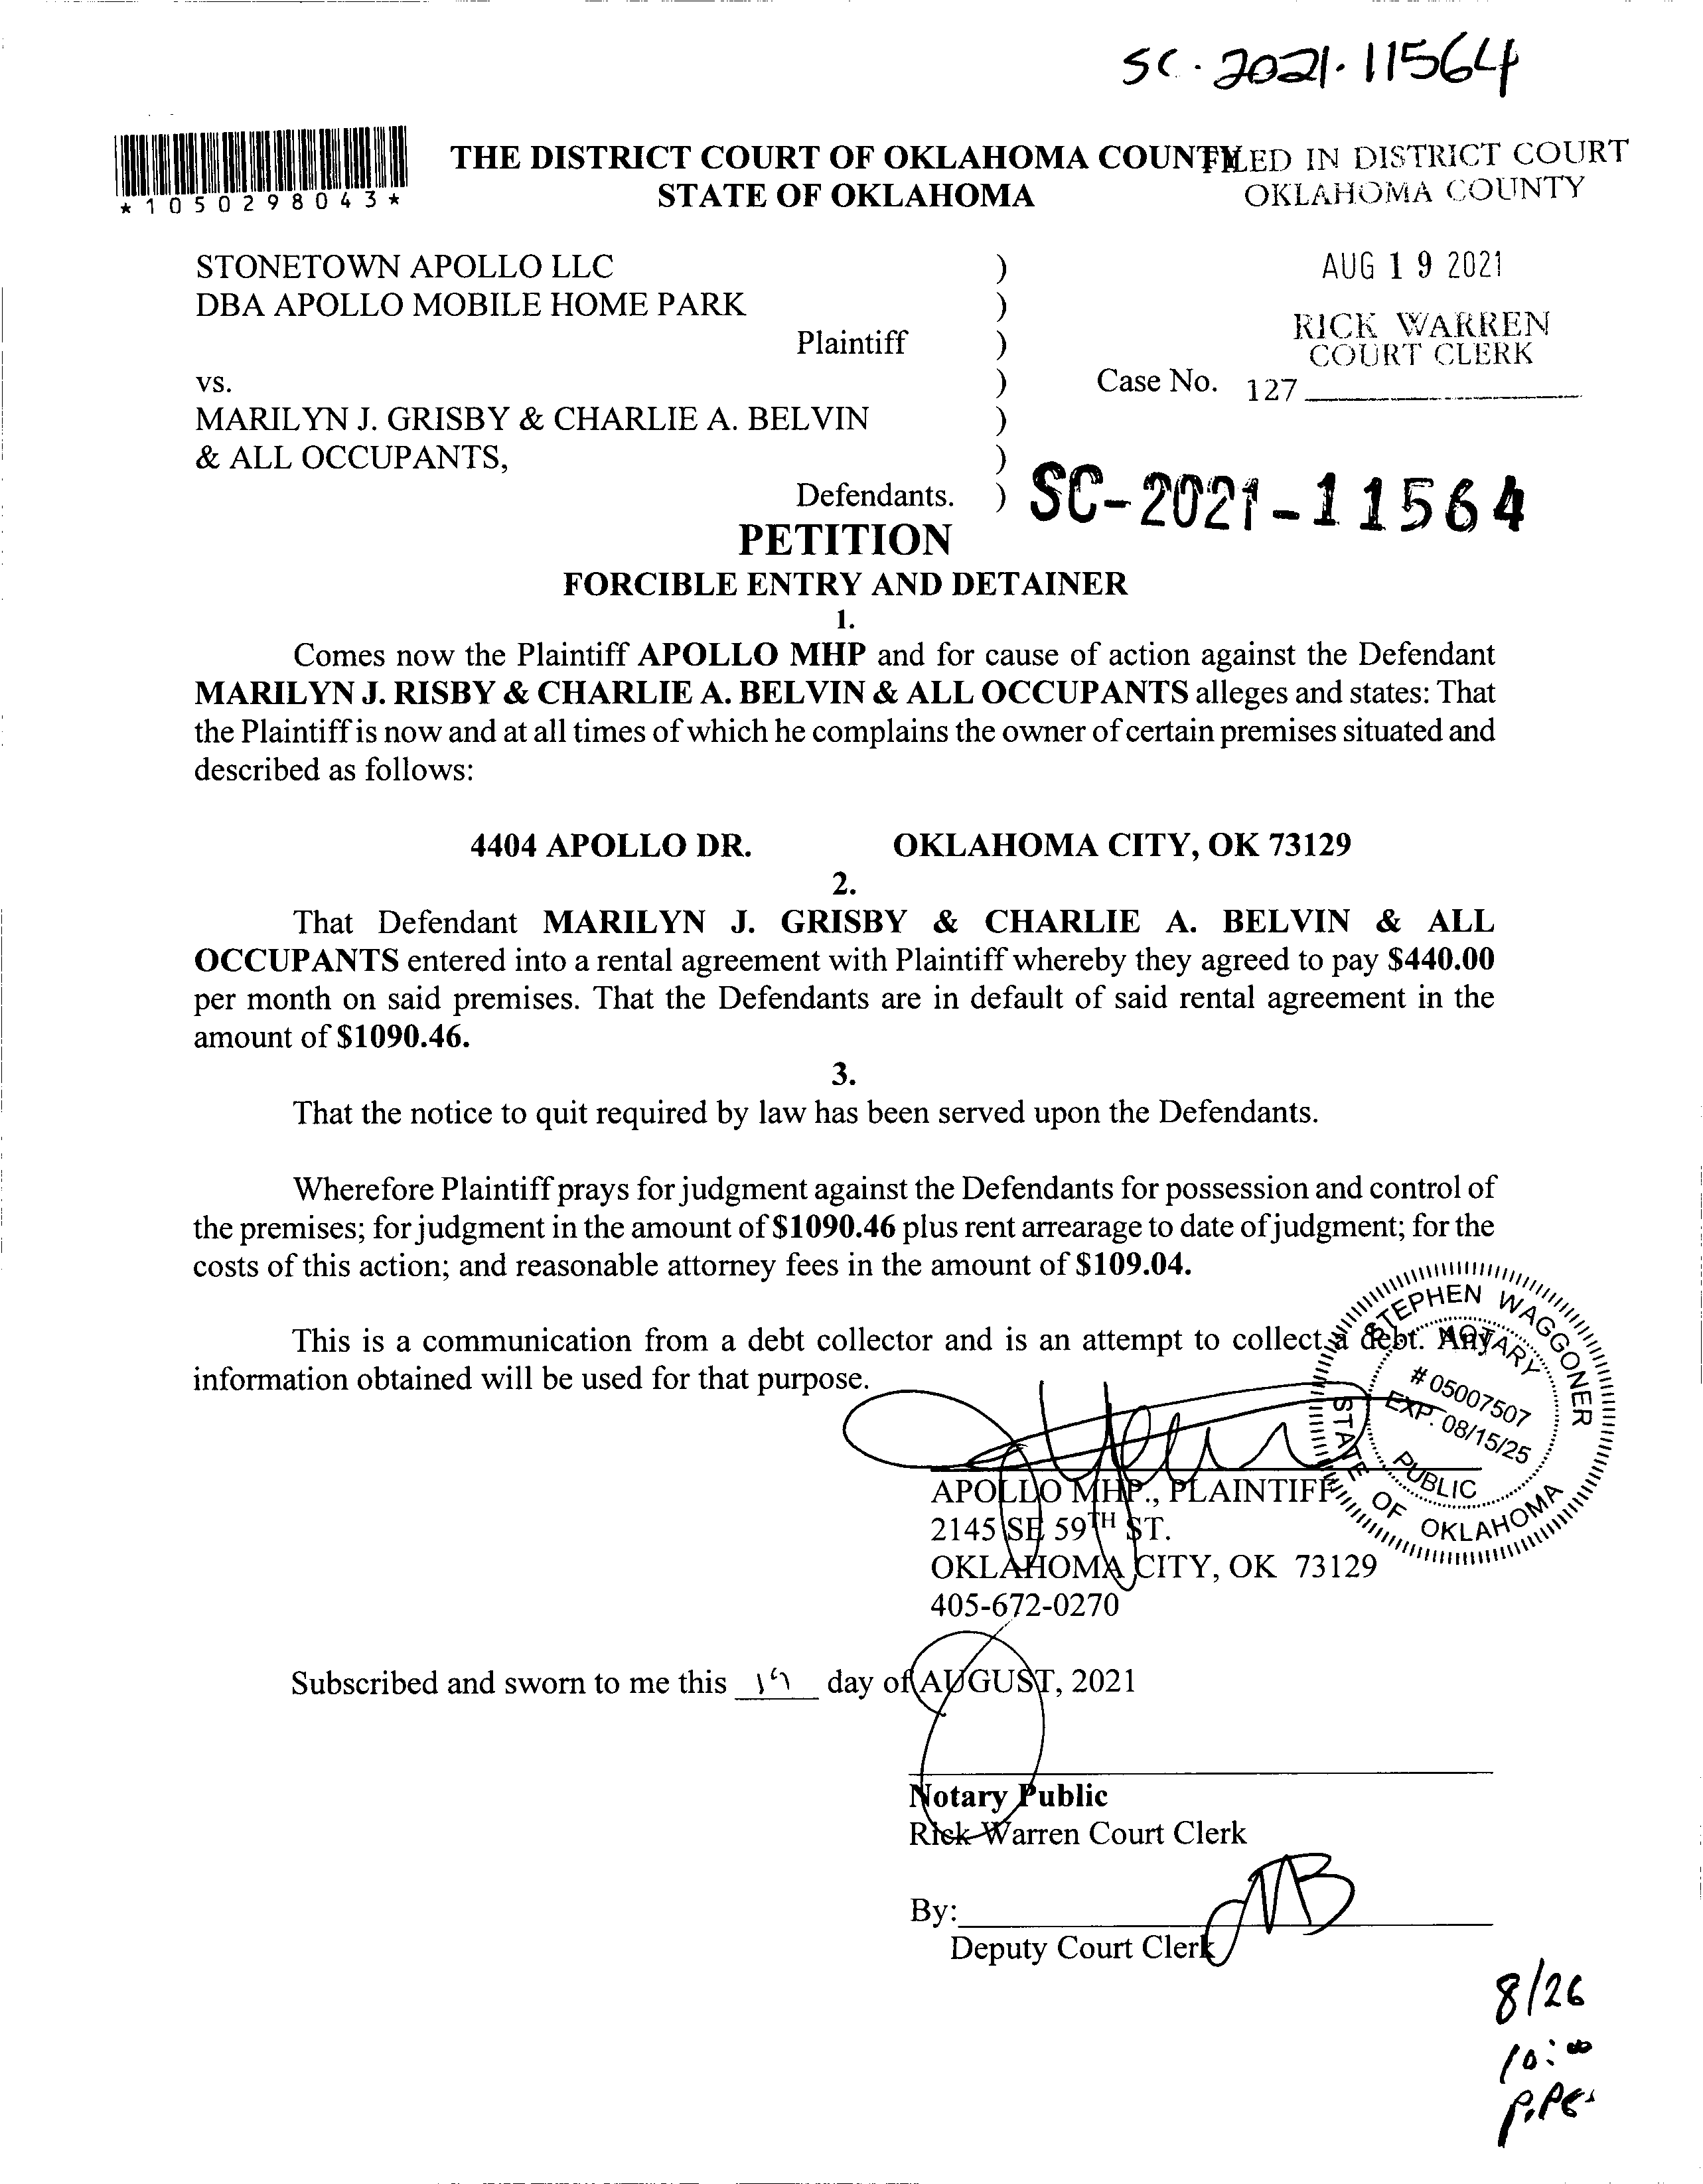 SC-2021-11564
*1050298043*
THE DISTRICT COURT OF OKLAHOMA COUNTY
STATE OF OKLAHOMA
FILED IN DISTRICT COURT
OKLAHOMA COUNTY
AUG 19 2021
RICK WARREN
COURT CLERK
127
STONETOWN APOLLO LLC )
DBA APOLLO MOBILE HOME PARK )
Plaintiff )
vs. ) Case No.
MARILYN J. GRISBY & CHARLIE A. BELVIN )
& ALL OCCUPANTS, )
Defendants. ) SC-2021-11564
PETITION
FORCIBLE ENTRY AND DETAINER
1.
Comes now the Plaintiff APOLLO MHP and for cause of action against the Defendant
MARILYN J. RISBY & CHARLIE A. BELVIN & ALL OCCUPANTS alleges and states: That
the Plaintiff is now and at all times of which he complains the owner of certain premises situated and
described as follows:
4404 APOLLO DR. OKLAHOMA CITY, OK 73129
2.
That Defendant MARILYN J. GRISBY & CHARLIE A. BELVIN & ALL
OCCUPANTS entered into a rental agreement with Plaintiff whereby they agreed to pay $440.00
per month on said premises. That the Defendants are in default of said rental agreement in the
amount of $1090.46.
3.
That the notice to quit required by law has been served upon the Defendants.
Wherefore Plaintiff prays for judgment against the Defendants for possession and control of
the premises; for judgment in the amount of $1090.46 plus rent arrearage to date of judgment; for the
costs of this action; and reasonable attorney fees in the amount of $109.04.
This is a communication from a debt collector and is an attempt to collect a debt. Any
information obtained will be used for that purpose.
STEPHEN WAGGONER
NOTARY
# 05007507
EXP. 08/15/25
PUBLIC
STATE OF OKLAHOMA
APOLLO MHP., PLAINTIFF
2145 SE 59TH ST.
OKLAHOMA CITY, OK 73129
405-672-0270
Subscribed and sworn to me this 19 day of AUGUST, 2021
Notary Public
Rick Warren Court Clerk
By:
Deputy Court Clerk
8/26
10:00